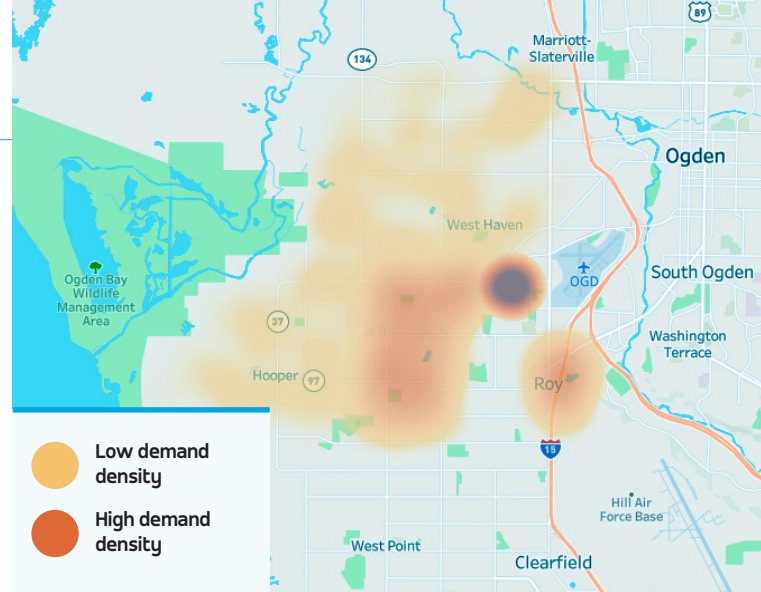 89
Marriott-
Slaterville
134
Ogden
West Haven
South Ogden
OGD
Ogden Bay
Wildlife
Management
Area
37
Washington
Terrace
Hooper
97
Roy
15
Low demand
density
High demand
density
Hill Air
Force Base
West Point
Clearfield